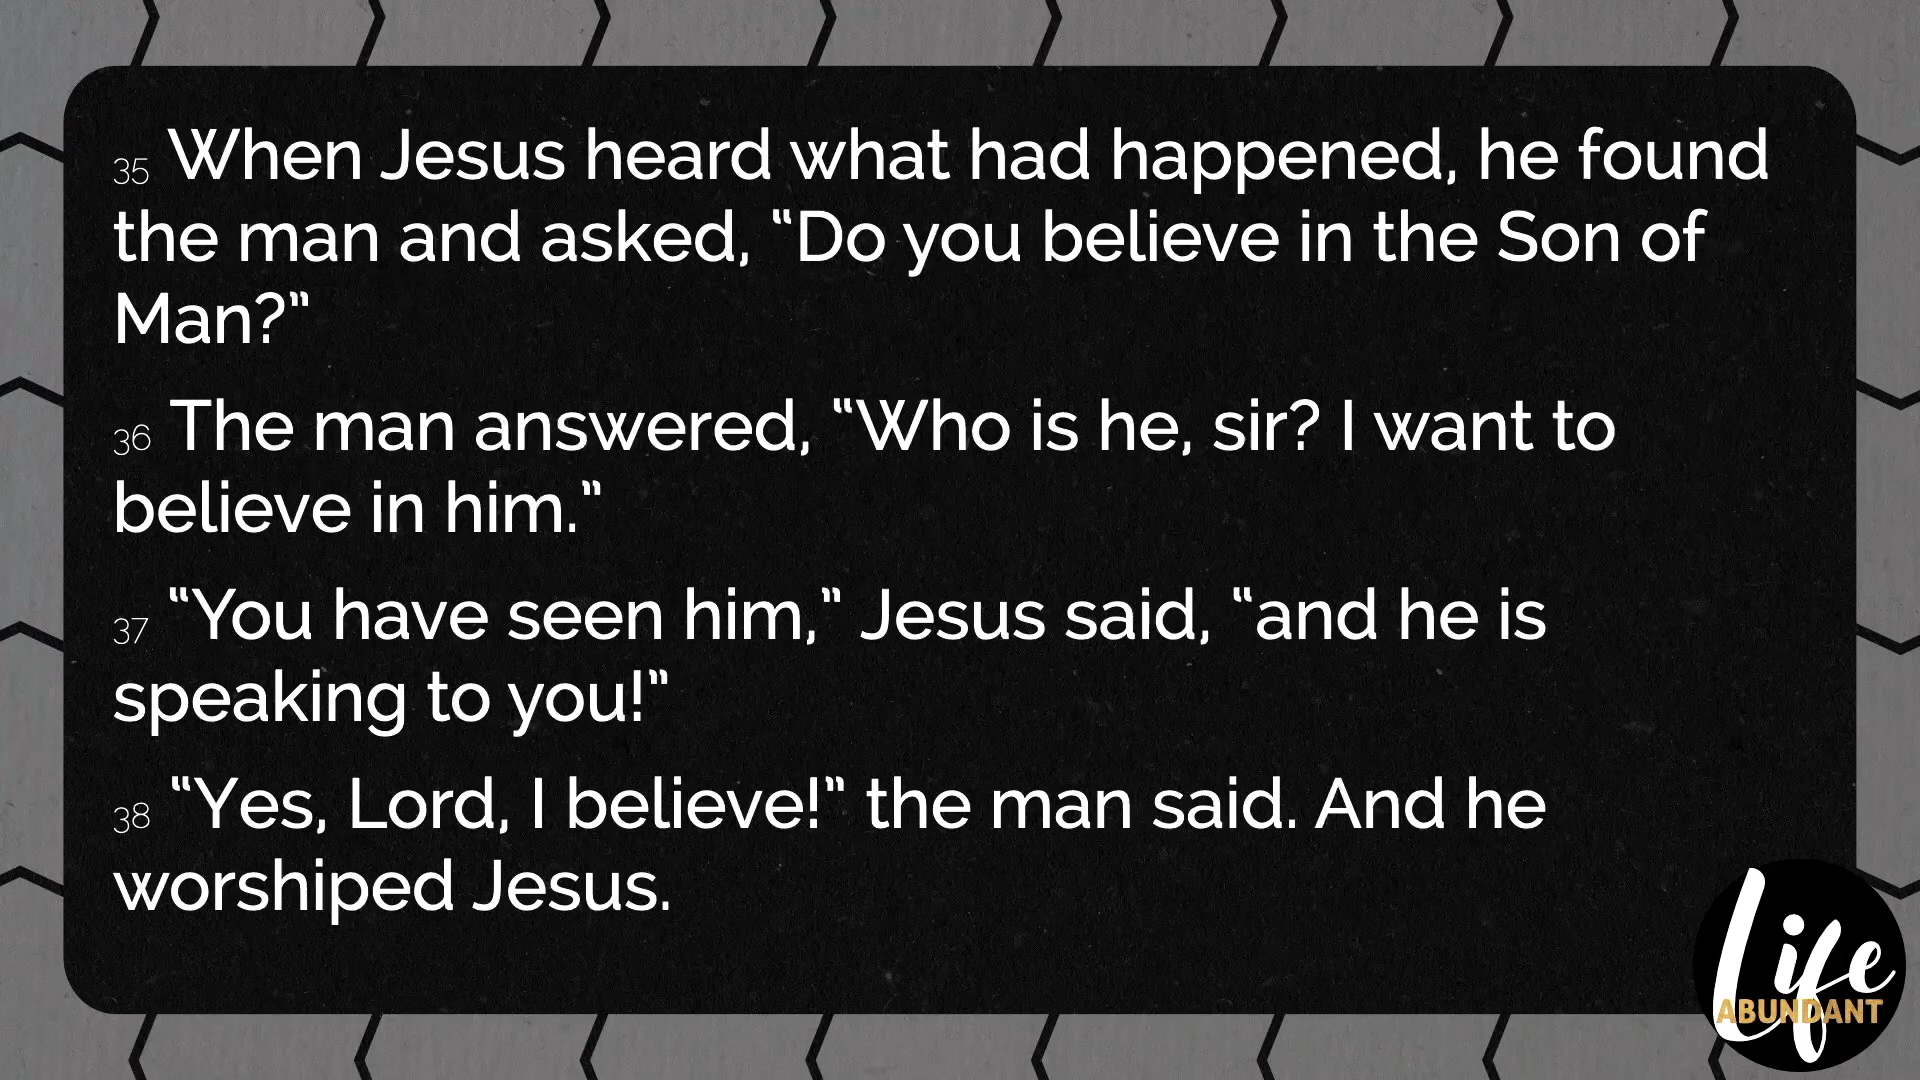 35 When Jesus heard what had happened, he found
the man and asked, “Do you believe in the Son of
Man?”
36 The man answered, “Who is he, sir? I want to
believe in him.”
37 “You have seen him,” Jesus said, “and he is
speaking to you!”
38 “Yes, Lord, I believe!” the man said. And he
worshiped Jesus.
Life
ABUNDANT